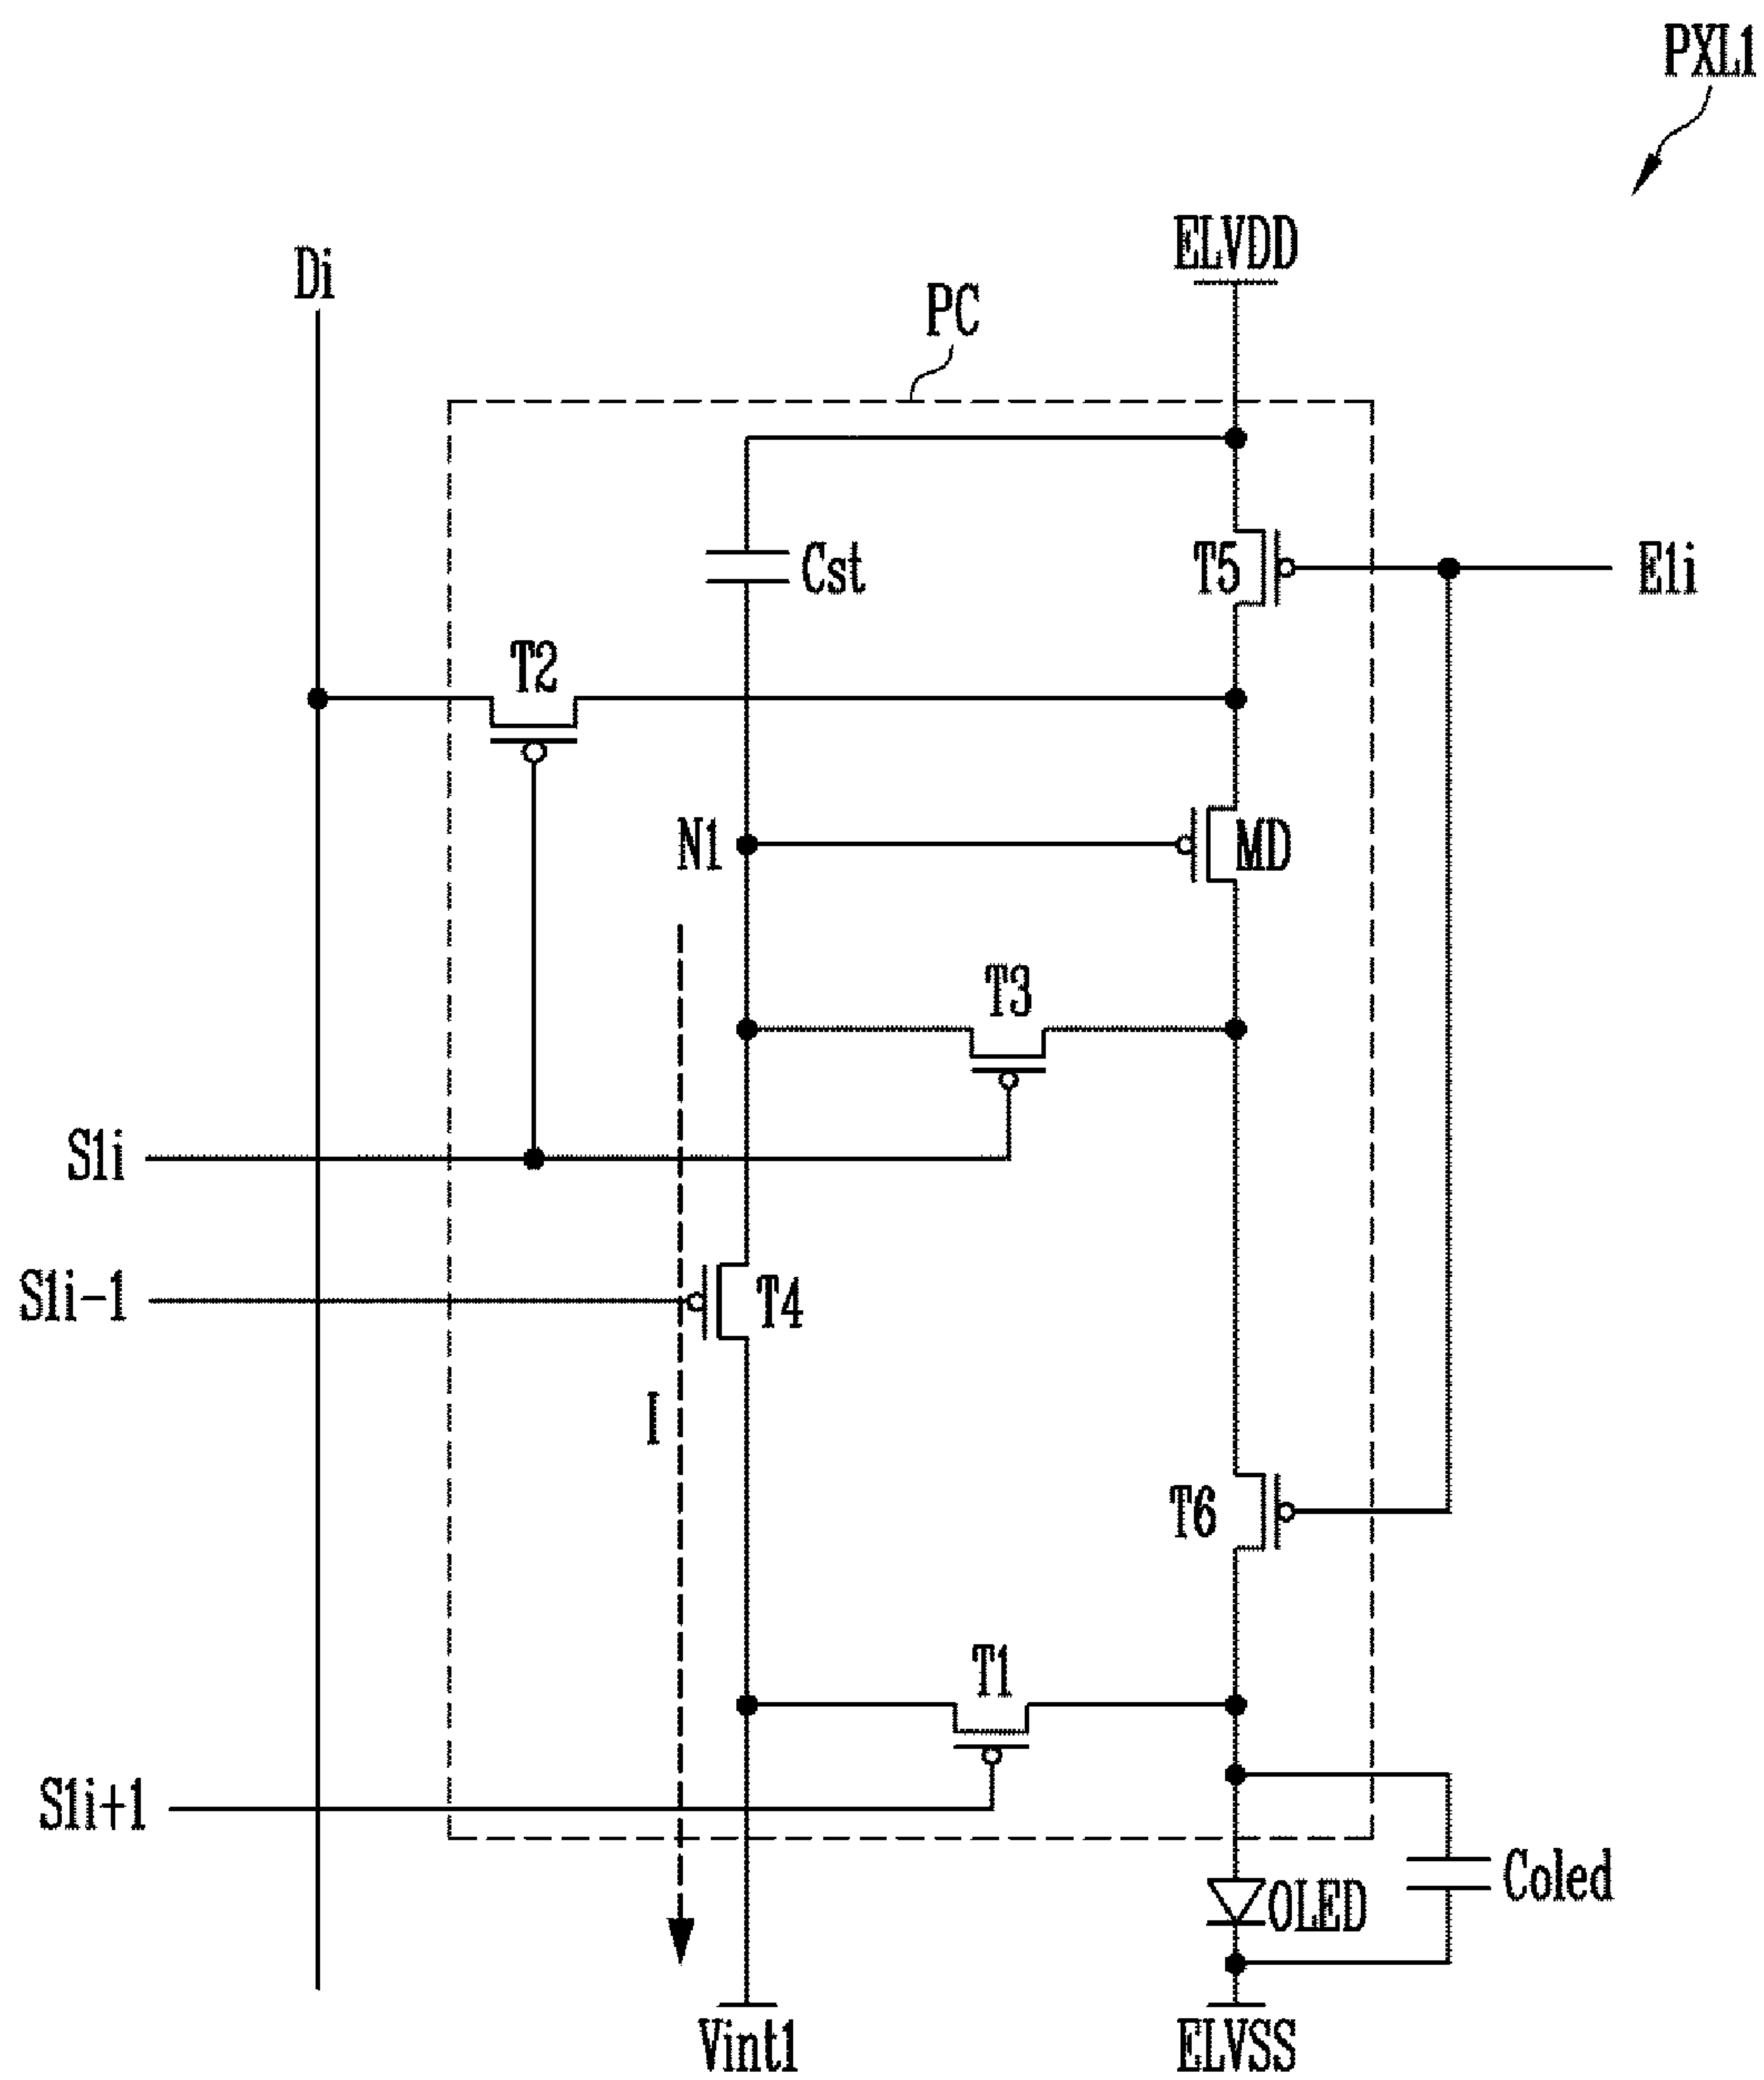 PXL1
ELVDD
Di
PC
Cst
T5
E1i
T2
N1
MD
T3
S1i
S1i-1
T4
I
T6
T1
S1i+1
OLED
Coled
Vint1
ELVSS